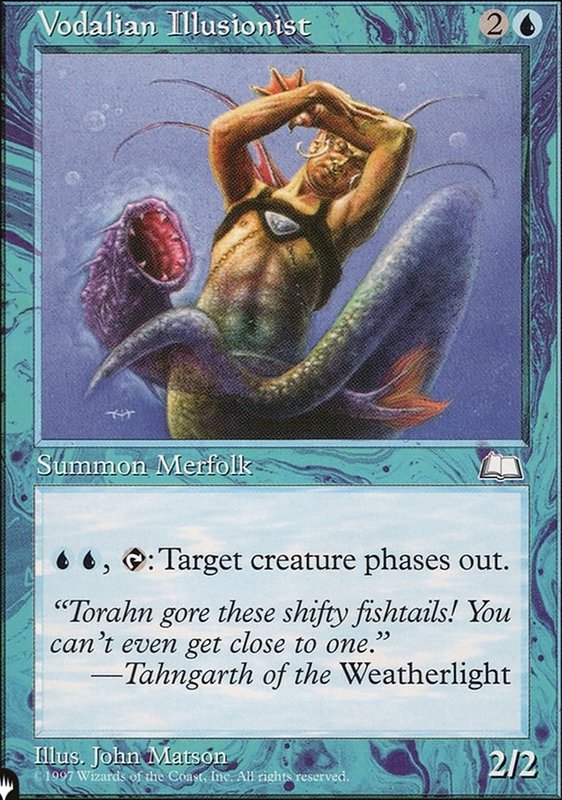 Vodalian Illusionist 2
Summon Merfolk
, : Target creature phases out.
“Torahn gore these shifty fishtails! You
can’t even get close to one.”
—Tahngarth of the Weatherlight
Illus. John Matson
©1997 Wizards of the Coast, Inc. All rights reserved.
2/2